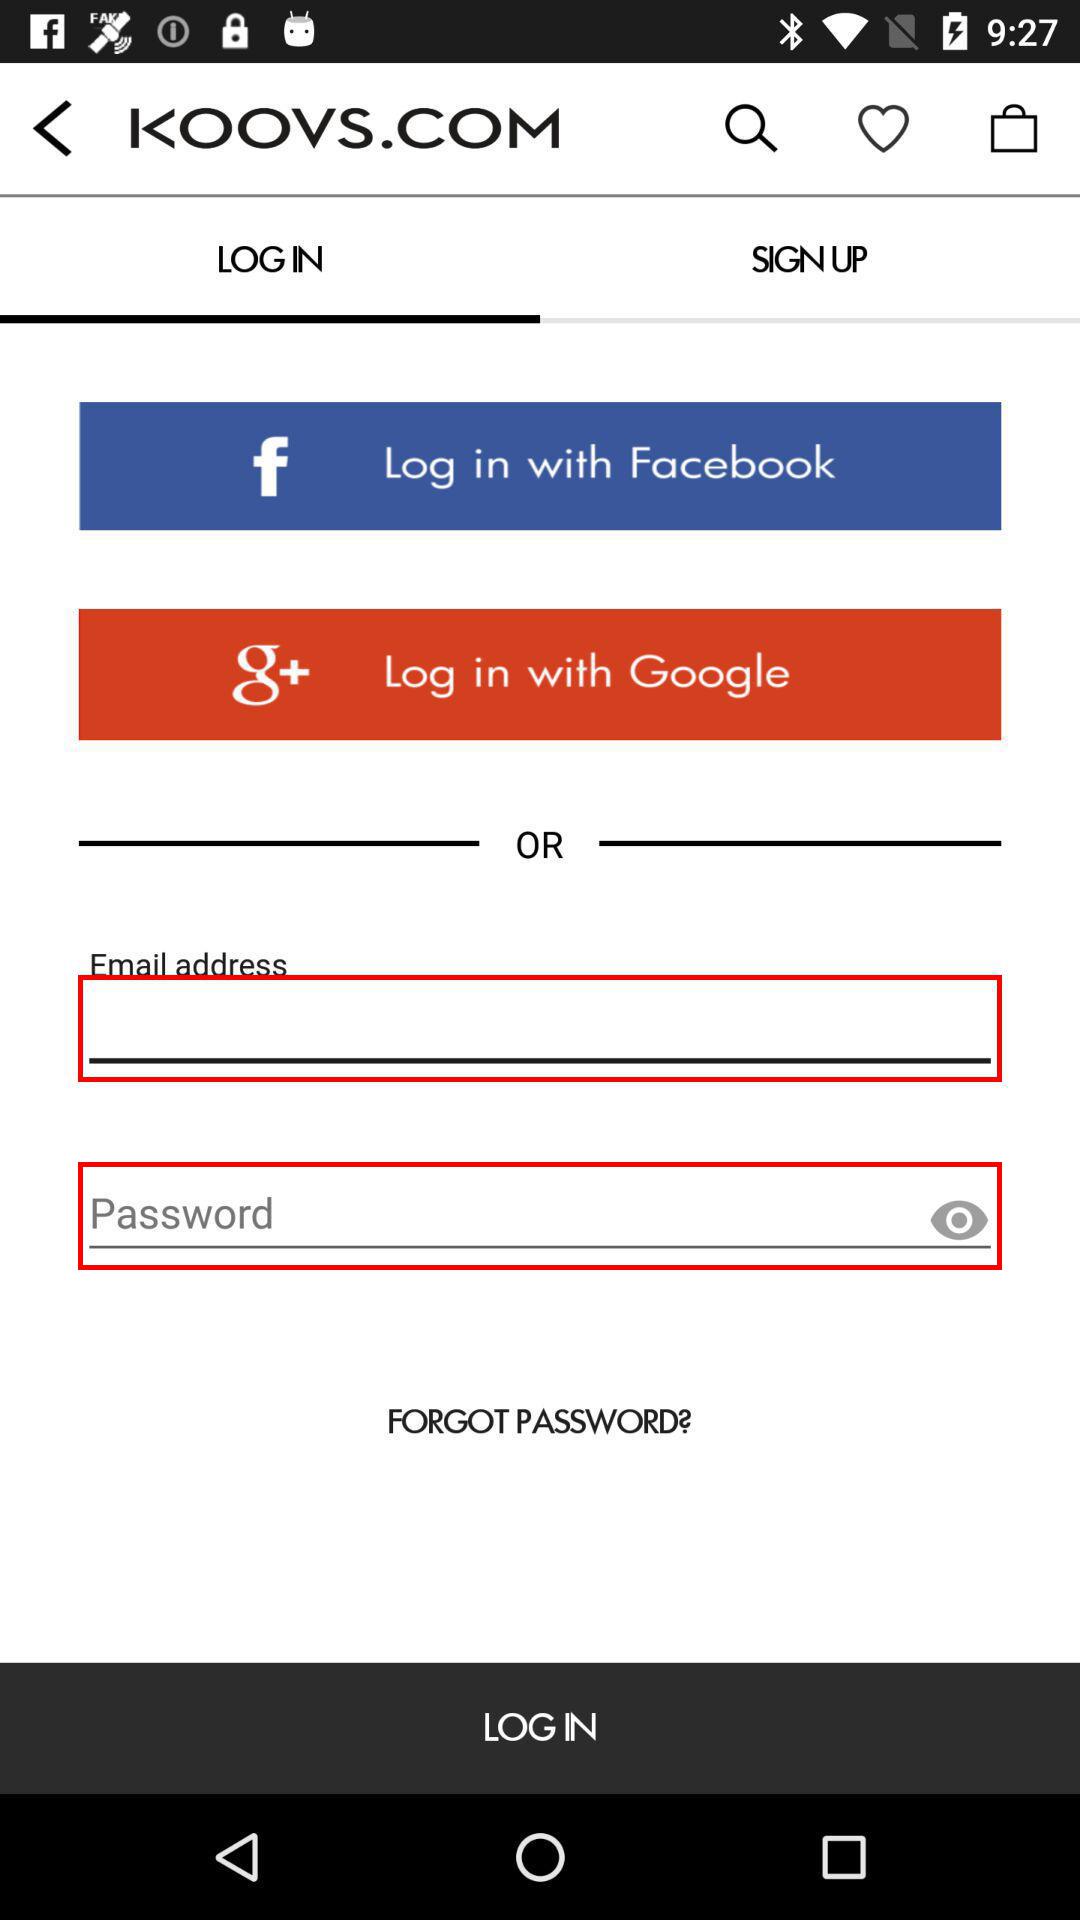 FAKE
9:27
KOOVS.COM
LOG IN
SIGN UP
f Log in with Facebook
g+ Log in with Google
OR
Email address
Password
FORGOT PASSWORD?
LOG IN